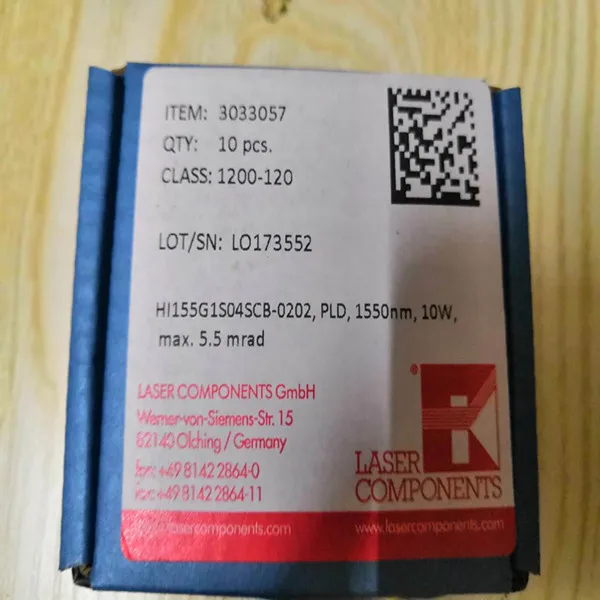 ITEM: 3033057
QTY: 10 pcs.
CLASS: 1200-120
LOT/SN: LO173552
HI155G1S04SCB-0202, PLD, 1550nm, 10W,
max. 5.5 mrad
LASER COMPONENTS GmbH
Werner-von-Siemens-Str. 15
82140 Olching / Germany
fon: +49 8142 2864-0
fax: +49 8142 2864-11
®
LASER
COMPONENTS
lasercomponents.com
www.lasercomponents.com